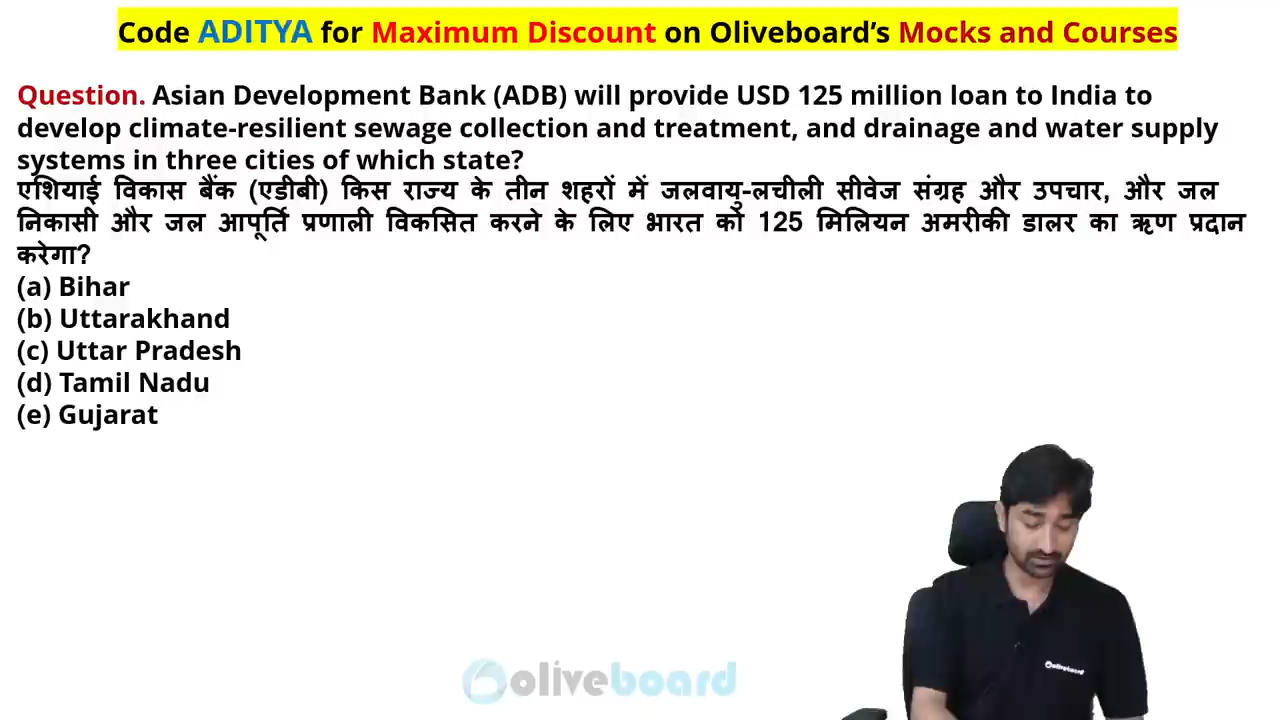 Code ADITYA for Maximum Discount on Oliveboard’s Mocks and Courses
Question. Asian Development Bank (ADB) will provide USD 125 million loan to India to
develop climate-resilient sewage collection and treatment, and drainage and water supply
systems in three cities of which state?
एशियाई विकास बैंक (एडीबी) किस राज्य के तीन शहरों में जलवायु-लचीली सीवेज संग्रह और उपचार, और जल
निकासी और जल आपूर्ति प्रणाली विकसित करने के लिए भारत को 125 मिलियन अमरीकी डालर का ऋण प्रदान
करेगा?
(a) Bihar
(b) Uttarakhand
(c) Uttar Pradesh
(d) Tamil Nadu
(e) Gujarat
oliveboard
oliveboard